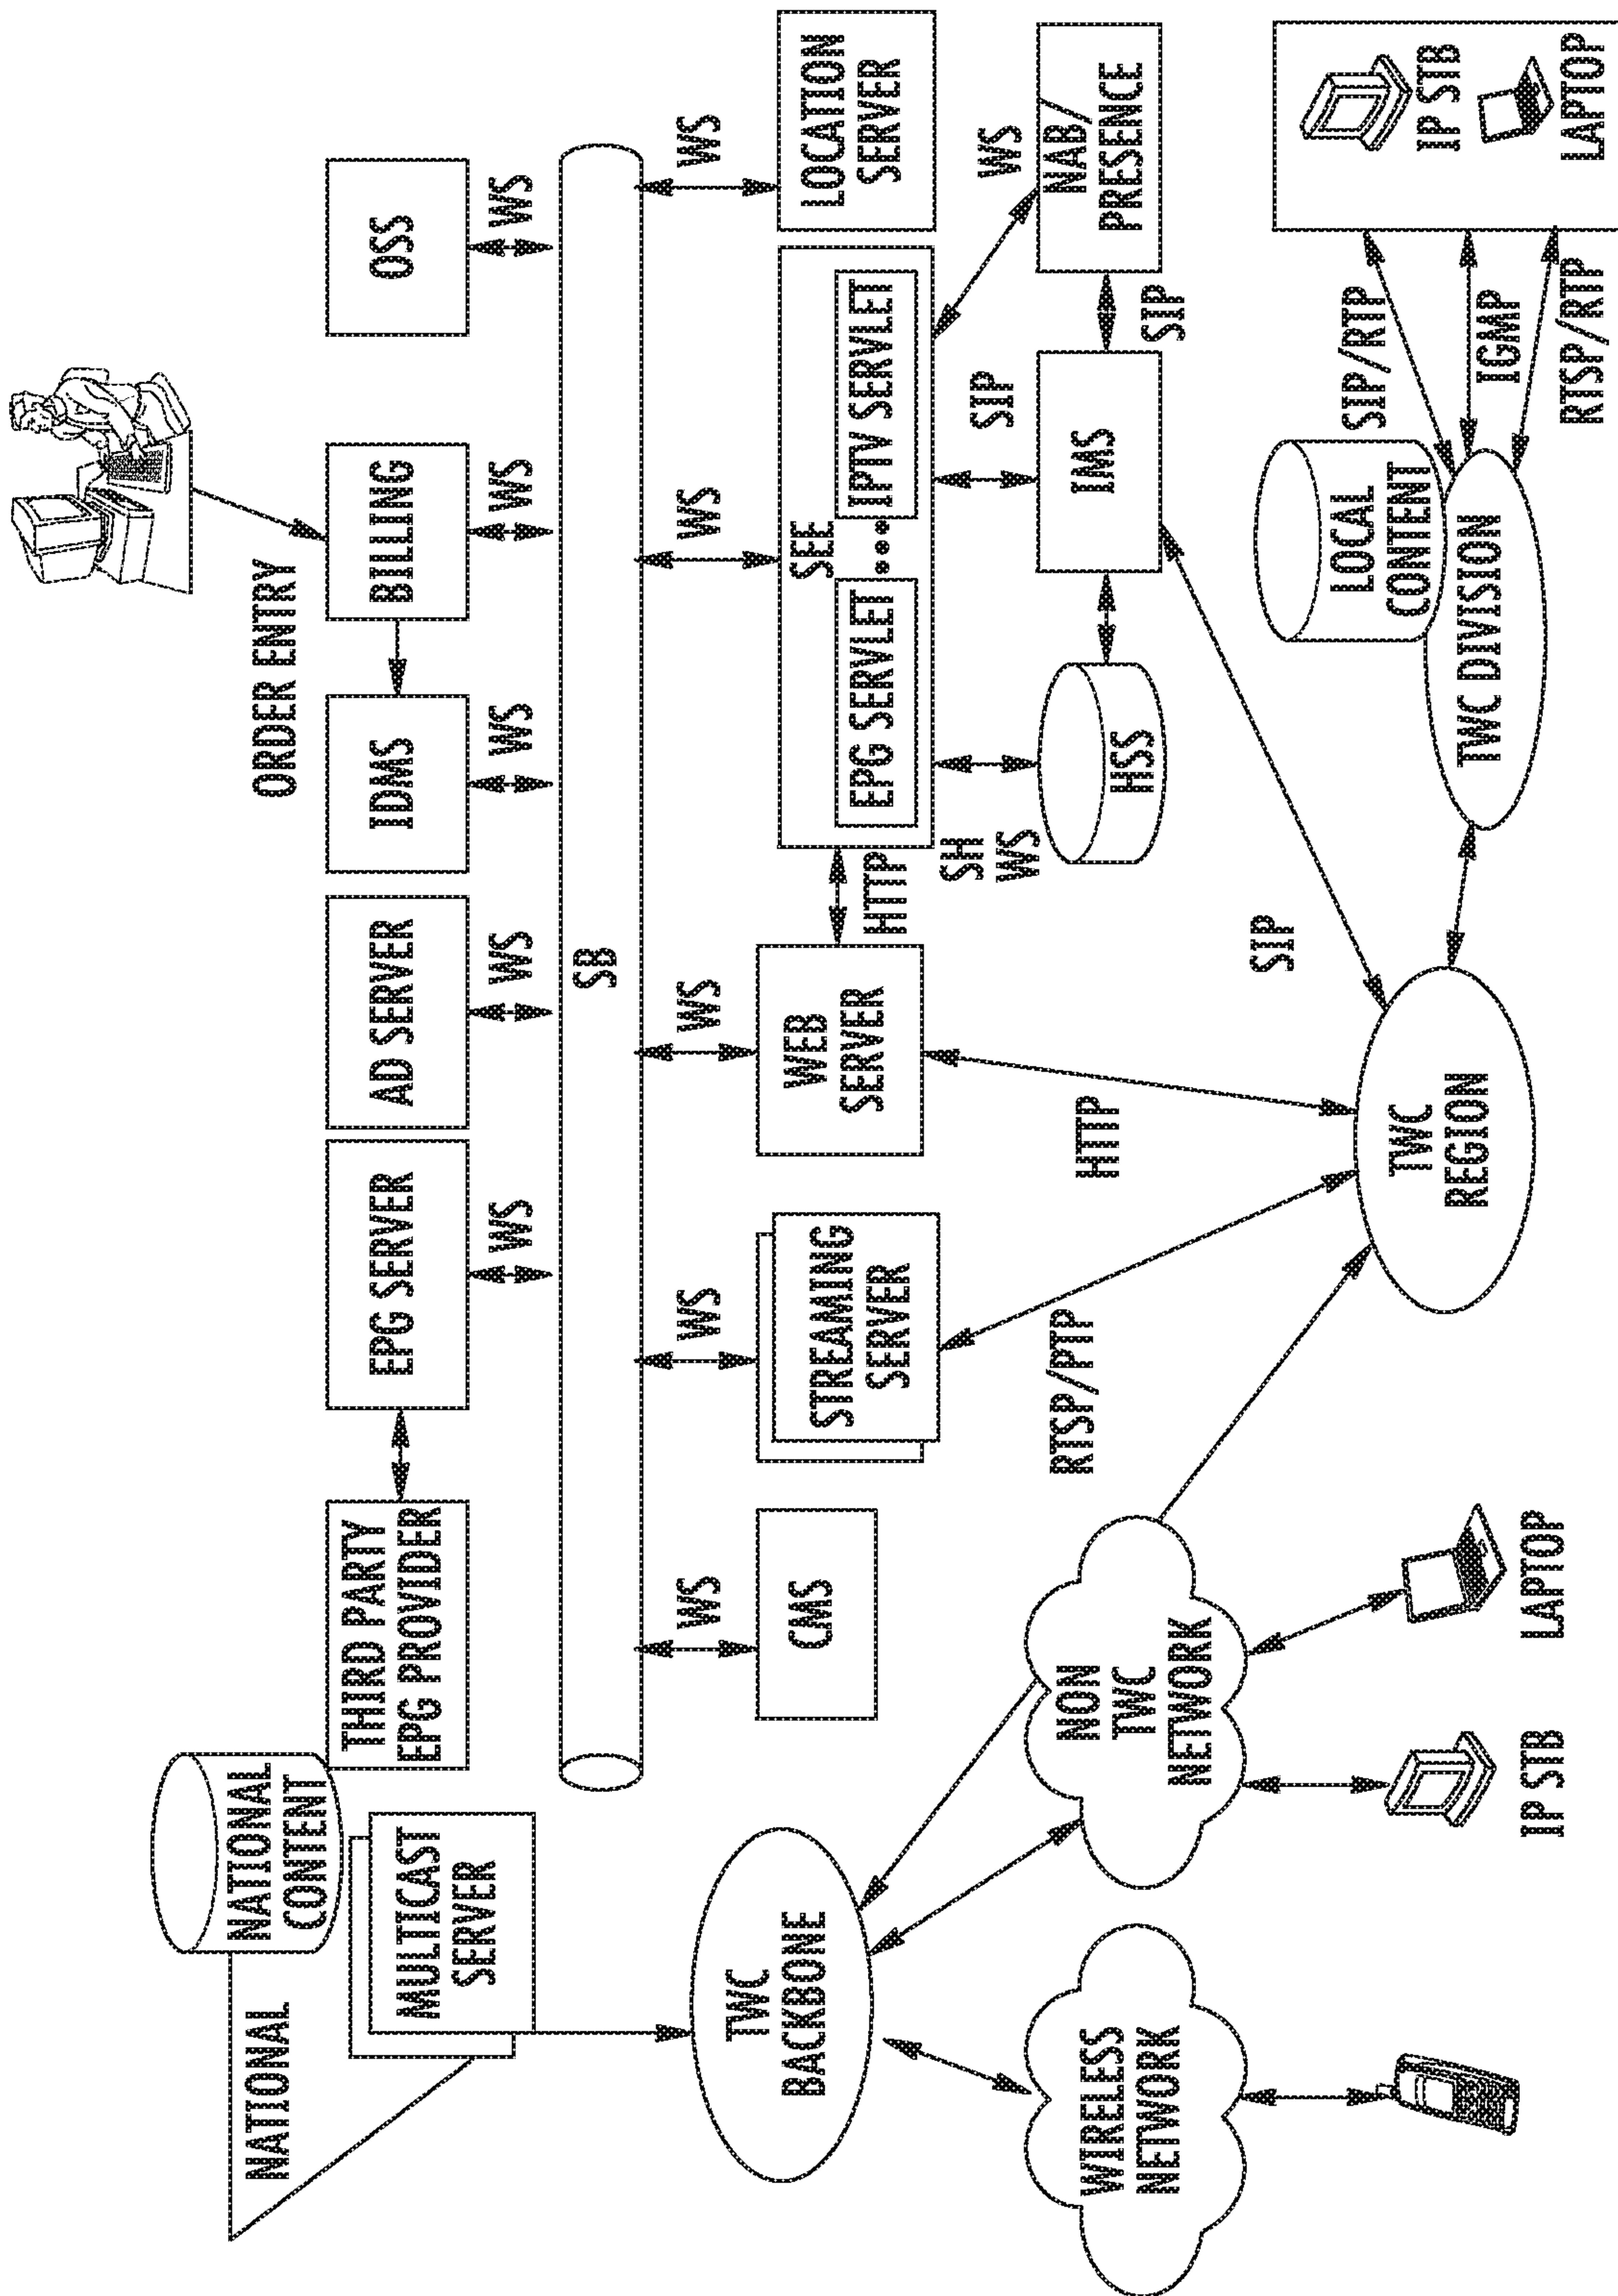 ORDER ENTRY
NATIONAL
NATIONAL
CONTENT
MULTICAST
SERVER
THIRD PARTY
EPG PROVIDER
EPG SERVER
AD SERVER
IDMS
BILLING
OSS
WS
WS
WS
WS
WS
SB
WS
WS
WS
WS
WS
CMS
STREAMING
SERVER
WEB
SERVER
HTTP
SEE
EPG SERVLET
IPTV SERVLET
LOCATION
SERVER
TWC
BACKBONE
SH
WS
SIP
WS
HSS
IMS
SIP
NAB/
PRESENCE
RTSP/PTP
HTTP
SIP
WIRELESS
NETWORK
NON
TWC
NETWORK
TWC
REGION
LOCAL
CONTENT
TWC DIVISION
SIP/RTP
IGMP
RTSP/RTP
IP STB
LAPTOP
IP STB
LAPTOP